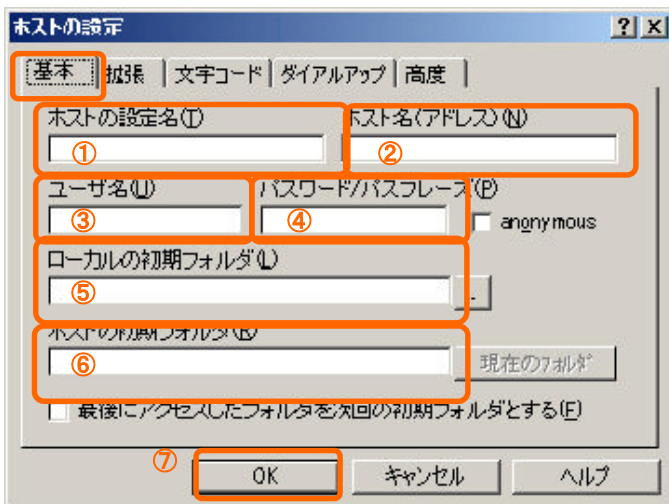 ホストの設定
基本 拡張 文字コード ダイアルアップ 高度
ホストの設定名(T) ホスト名(アドレス)(N)
① ②
ユーザ名(U) パスワード/パスフレーズ(P)
③ ④ anonymous
ローカルの初期フォルダ(L)
⑤ ...
ホストの初期フォルダ(R)
⑥ 現在のフォルダ
最後にアクセスしたフォルダを次回の初期フォルダとする(F)
⑦ OK キャンセル ヘルプ